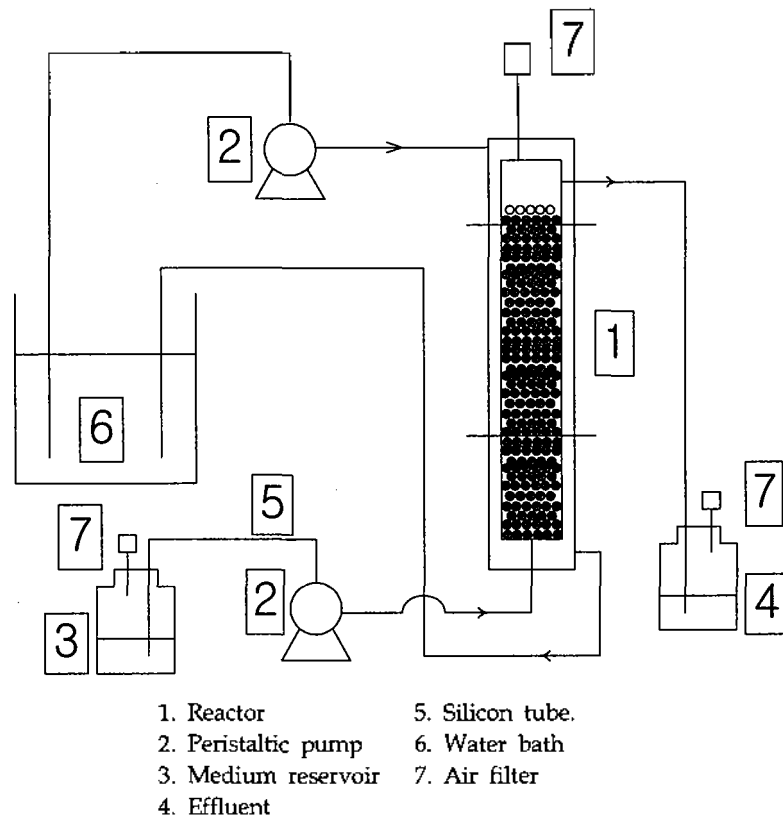 7
2
1
6
7
5
7
2
3
4
1. Reactor
2. Peristaltic pump
3. Medium reservoir
4. Effluent
5. Silicon tube.
6. Water bath
7. Air filter